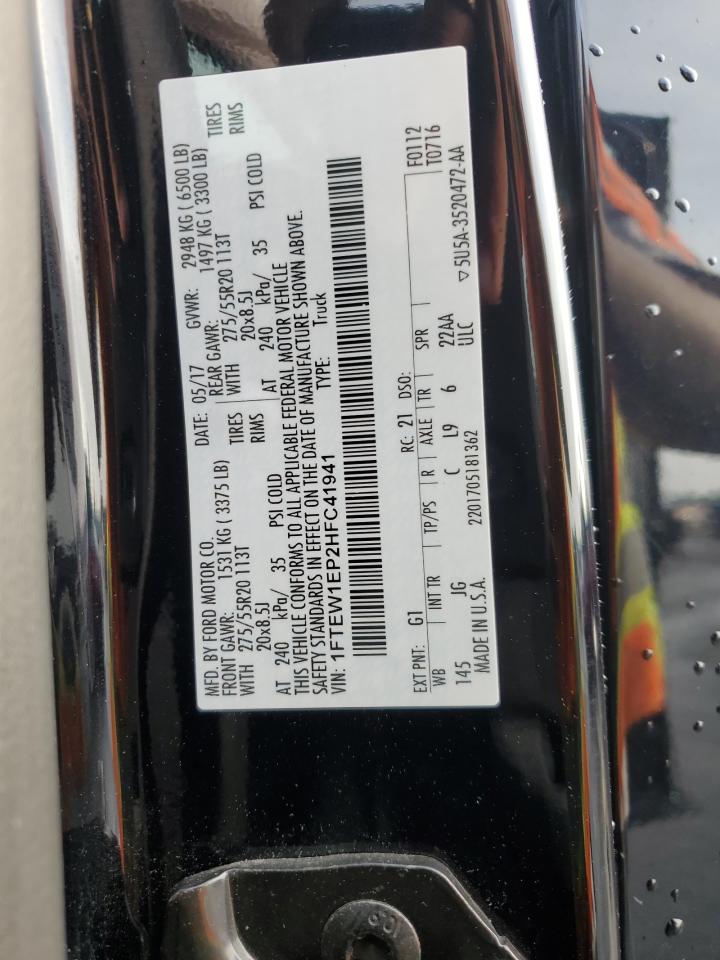 MFD. BY FORD MOTOR CO.
DATE: 05/17 GVWR: 2948 KG ( 6500 LB)
FRONT GAWR: 1531 KG ( 3375 LB)
REAR GAWR: 1497 KG ( 3300 LB)
WITH 275/55R20 113T TIRES
WITH 275/55R20 113T TIRES
20x8.5J RIMS
20x8.5J RIMS
AT 240 kPa/ 35 PSI COLD
AT 240 kPa/ 35 PSI COLD
THIS VEHICLE CONFORMS TO ALL APPLICABLE FEDERAL MOTOR VEHICLE
SAFETY STANDARDS IN EFFECT ON THE DATE OF MANUFACTURE SHOWN ABOVE.
VIN: 1FTEW1EP2HFC41941 TYPE: Truck
F0112
T0716
EXT PNT: G1 RC: 21 DSO:
WB INT TR TP/PS R AXLE TR SPR
145 JG C L9 6 22AA
ULC
MADE IN U.S.A. 2201705181362
▽5U5A-3520472-AA